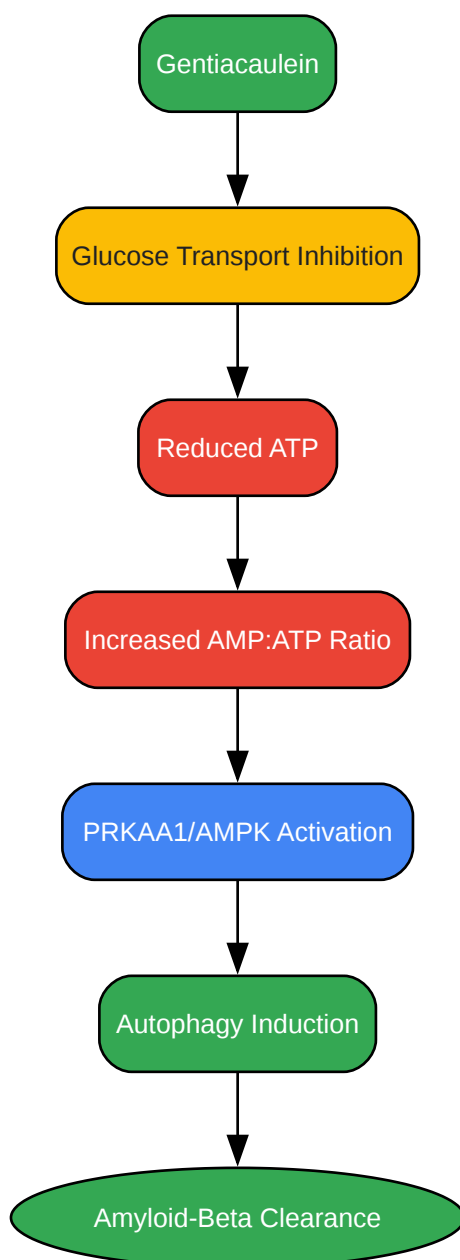 Gentiacaulein
Glucose Transport Inhibition
Reduced ATP
Increased AMP:ATP Ratio
PRKAA1/AMPK Activation
Autophagy Induction
Amyloid-Beta Clearance